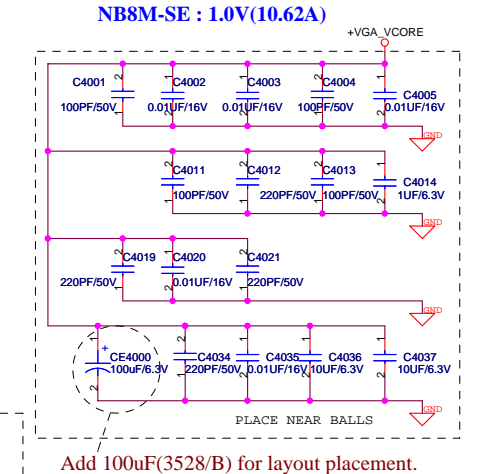 NB8M-SE : 1.0V(10.62A)
+VGA_VCORE
C4001 C4002 C4003 C4004 C4005
100PF/50V 0.01UF/16V 0.01UF/16V 100PF/50V 0.01UF/16V
GND
C4011 C4012 C4013 C4014
100PF/50V 220PF/50V 100PF/50V 1UF/6.3V
GND
C4019 C4020 C4021
220PF/50V 0.01UF/16V 220PF/50V
GND
CE4000 C4034 C4035 C4036 C4037
100uF/6.3V 220PF/50V 0.01UF/16V 10UF/6.3V 10UF/6.3V
GND
PLACE NEAR BALLS
Add 100uF(3528/B) for layout placement.